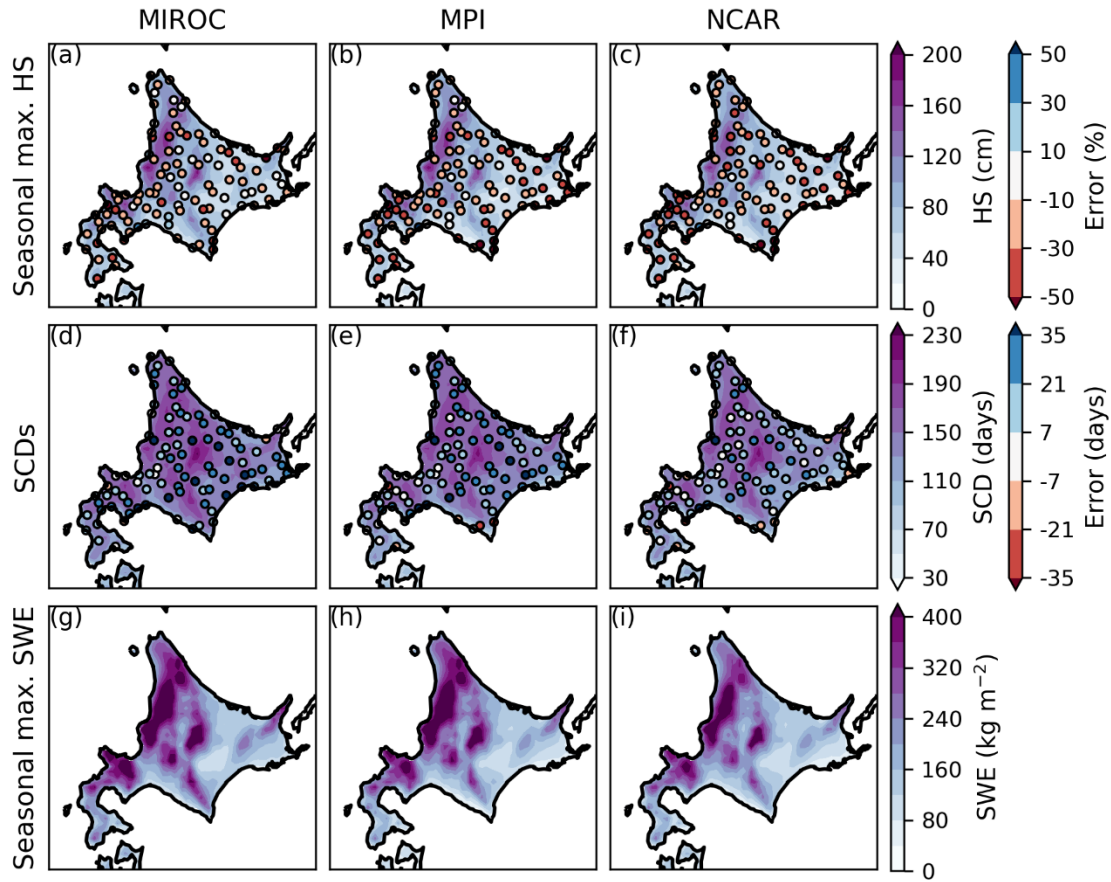 MIROC MPI NCAR
Seasonal max. HS
(a) (b) (c)
200
160
120
80
40
0
HS (cm)
50
30
10
-10
-30
-50
Error (%)
SCDs
(d) (e) (f)
230
190
150
110
70
30
SCD (days)
35
21
7
-7
-21
-35
Error (days)
Seasonal max. SWE
(g) (h) (i)
400
320
240
160
80
0
SWE (kg m⁻²)